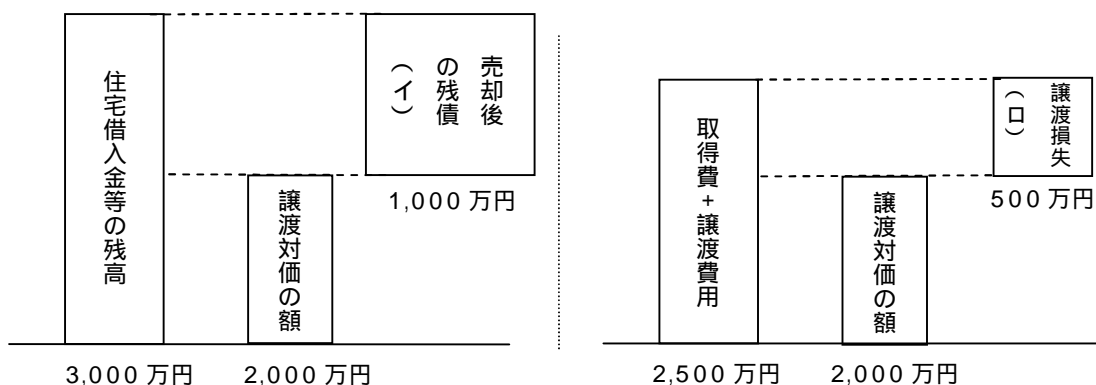 住宅借入金等の残高
3,000 万円
譲渡対価の額
2,000 万円
売却後
の残債
（イ）
1,000 万円
取得費+譲渡費用
2,500 万円
譲渡対価の額
2,000 万円
譲渡損失
（ロ）
500 万円